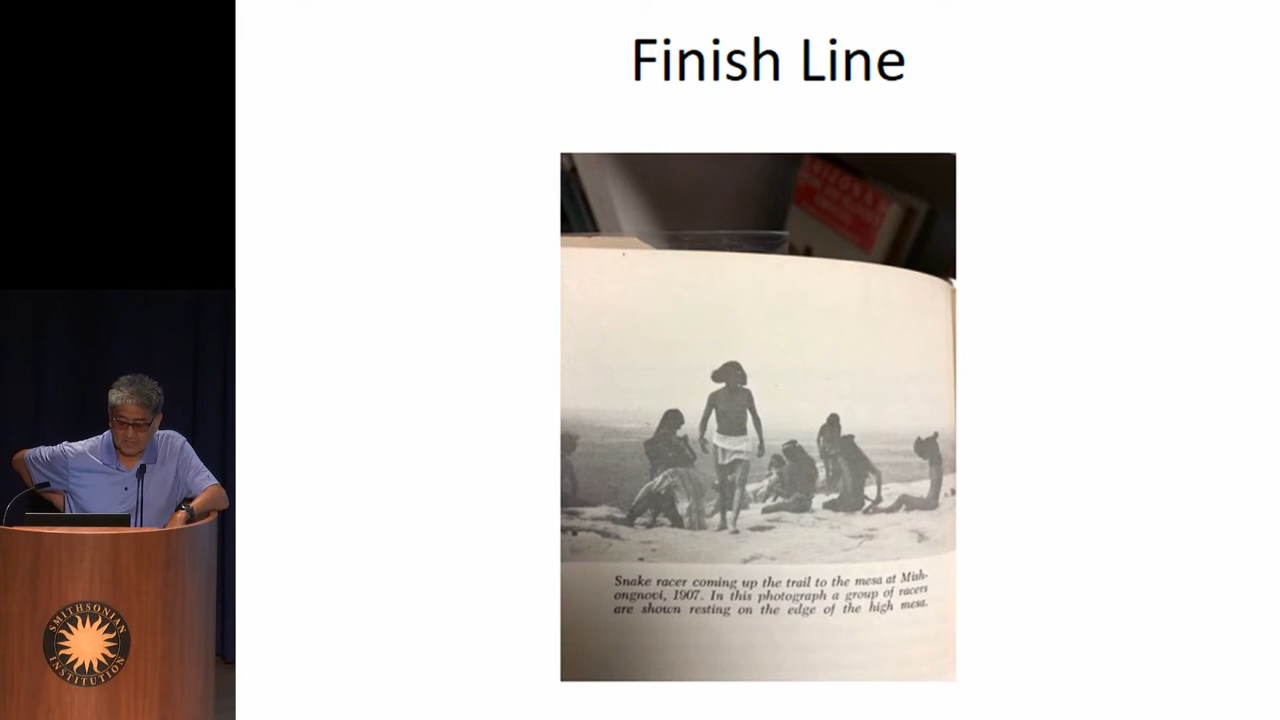 Finish Line
Snake racer coming up the trail to the mesa at Mish-
ongnovi, 1907. In this photograph a group of racers
are shown resting on the edge of the high mesa.
SMITHSONIAN
INSTITUTION